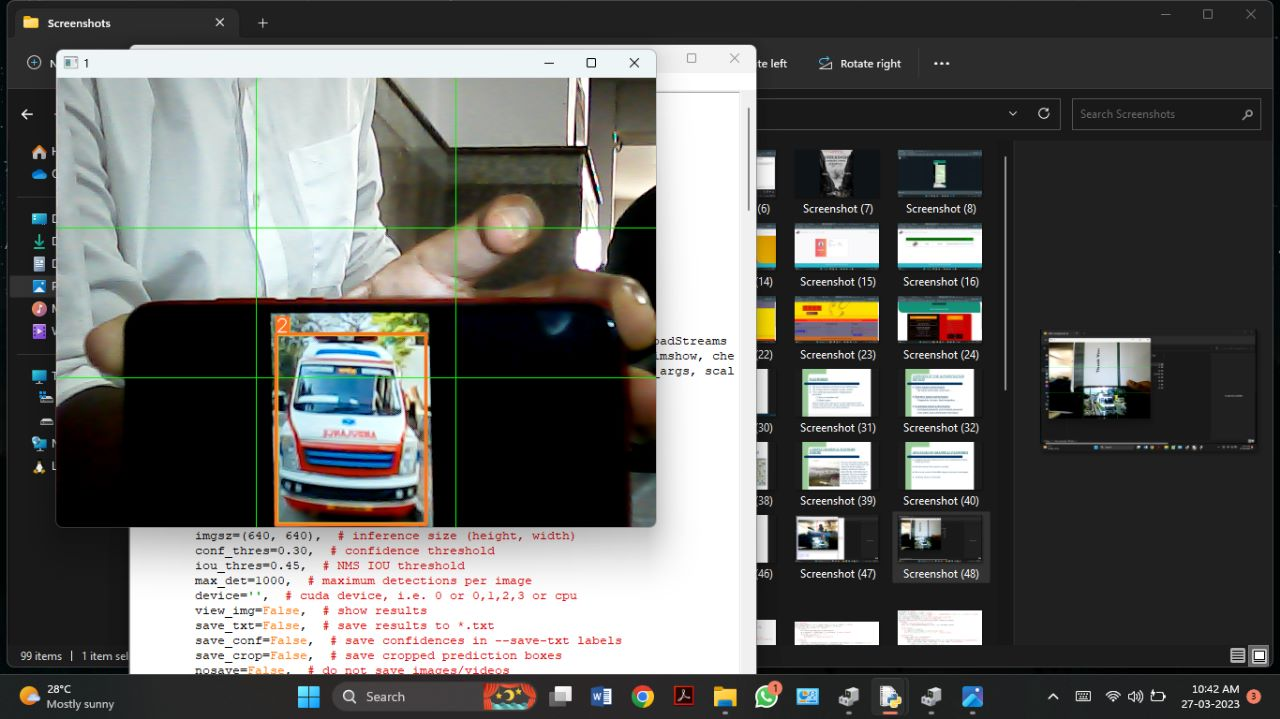 Screenshots
1
te left
Rotate right
Search Screenshots
(6)
Screenshot (7)
Screenshot (8)
(14)
Screenshot (15)
Screenshot (16)
(22)
Screenshot (23)
Screenshot (24)
(30)
Screenshot (31)
Screenshot (32)
(38)
Screenshot (39)
Screenshot (40)
(46)
Screenshot (47)
Screenshot (48)
2
oadStreams
mshow, che
_args, scal
imgsz=(640, 640),  # inference size (height, width)
conf_thres=0.30,  # confidence threshold
iou_thres=0.45,  # NMS IOU threshold
max_det=1000,  # maximum detections per image
device='',  # cuda device, i.e. 0 or 0,1,2,3 or cpu
view_img=False,  # show results
save_txt=False,  # save results to *.txt
save_conf=False,  # save confidences in --save-txt labels
save_crop=False,  # save cropped prediction boxes
nosave=False,  # do not save images/videos
99 items
1 item sel
28°C
Mostly sunny
Search
1
10:42 AM
27-03-2023
3